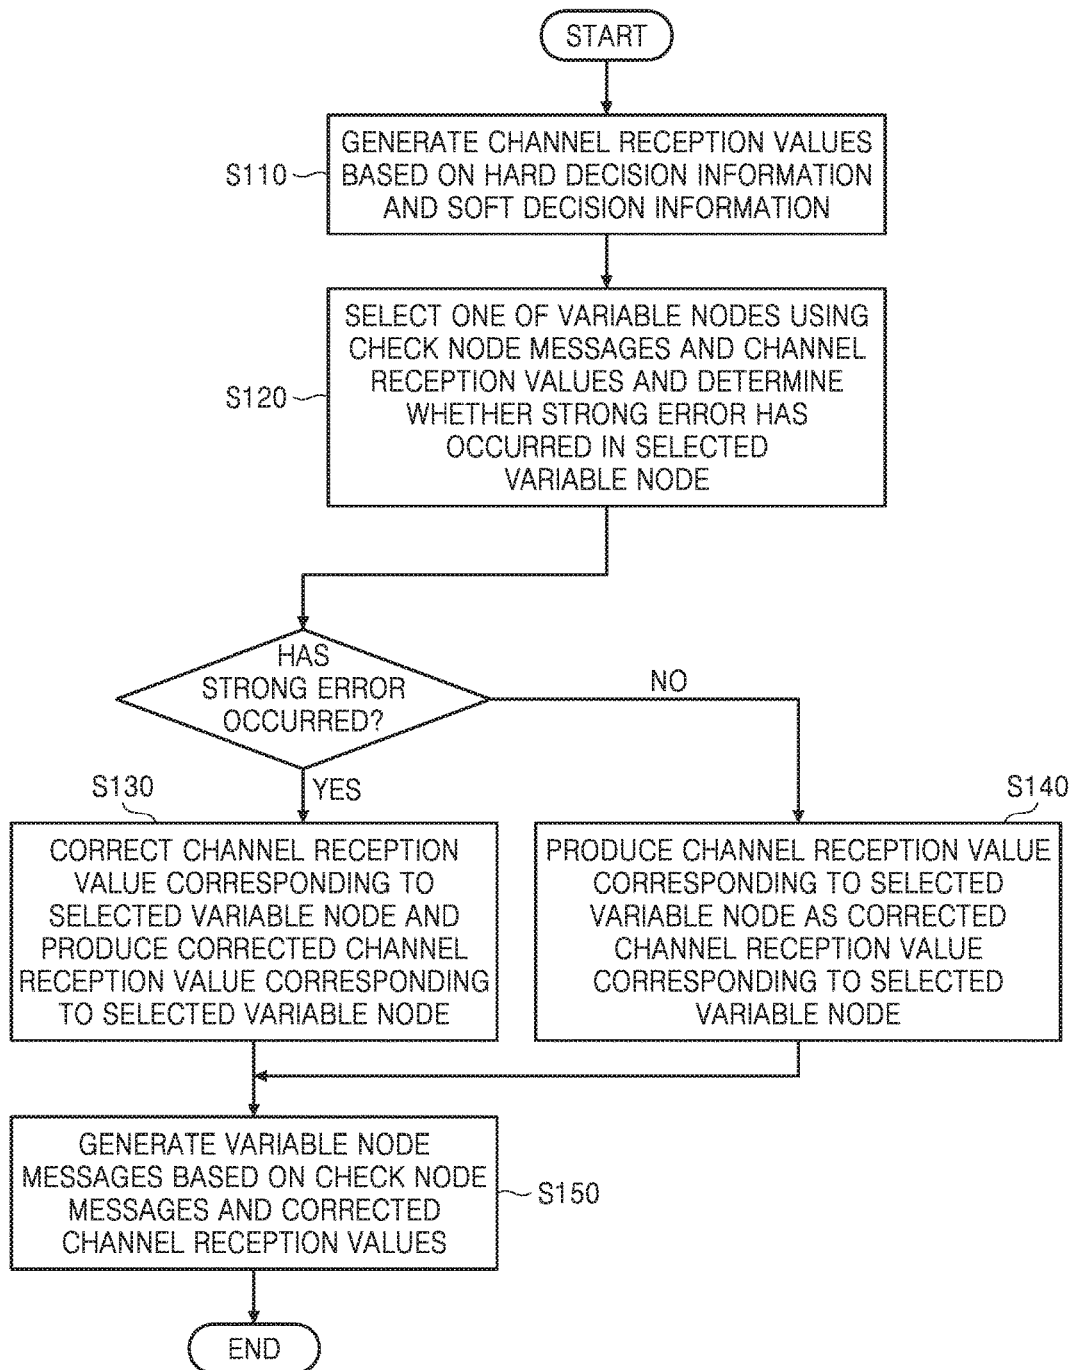 START
GENERATE CHANNEL RECEPTION VALUES
S110
BASED ON HARD DECISION INFORMATION
AND SOFT DECISION INFORMATION
SELECT ONE OF VARIABLE NODES USING
CHECK NODE MESSAGES AND CHANNEL
RECEPTION VALUES AND DETERMINE
S120
WHETHER STRONG ERROR HAS
OCCURRED IN SELECTED
VARIABLE NODE
HAS
STRONG ERROR
OCCURRED?
NO
YES
S130
CORRECT CHANNEL RECEPTION
VALUE CORRESPONDING TO
SELECTED VARIABLE NODE AND
PRODUCE CORRECTED CHANNEL
RECEPTION VALUE CORRESPONDING
TO SELECTED VARIABLE NODE
S140
PRODUCE CHANNEL RECEPTION VALUE
CORRESPONDING TO SELECTED
VARIABLE NODE AS CORRECTED
CHANNEL RECEPTION VALUE
CORRESPONDING TO SELECTED
VARIABLE NODE
GENERATE VARIABLE NODE
MESSAGES BASED ON CHECK NODE
MESSAGES AND CORRECTED
CHANNEL RECEPTION VALUES
S150
END